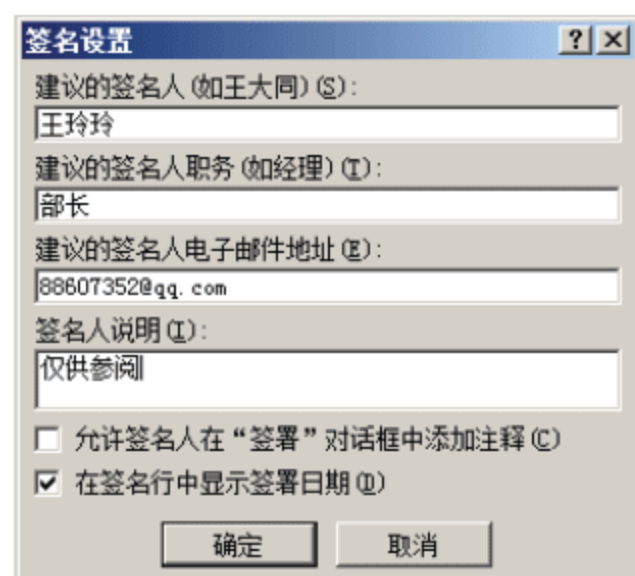 签名设置
建议的签名人(如王大同)(S):
王玲玲
建议的签名人职务(如经理)(T):
部长
建议的签名人电子邮件地址(E):
88607352@qq.com
签名人说明(I):
仅供参阅
允许签名人在“签署”对话框中添加注释(C)
在签名行中显示签署日期(D)
确定 取消